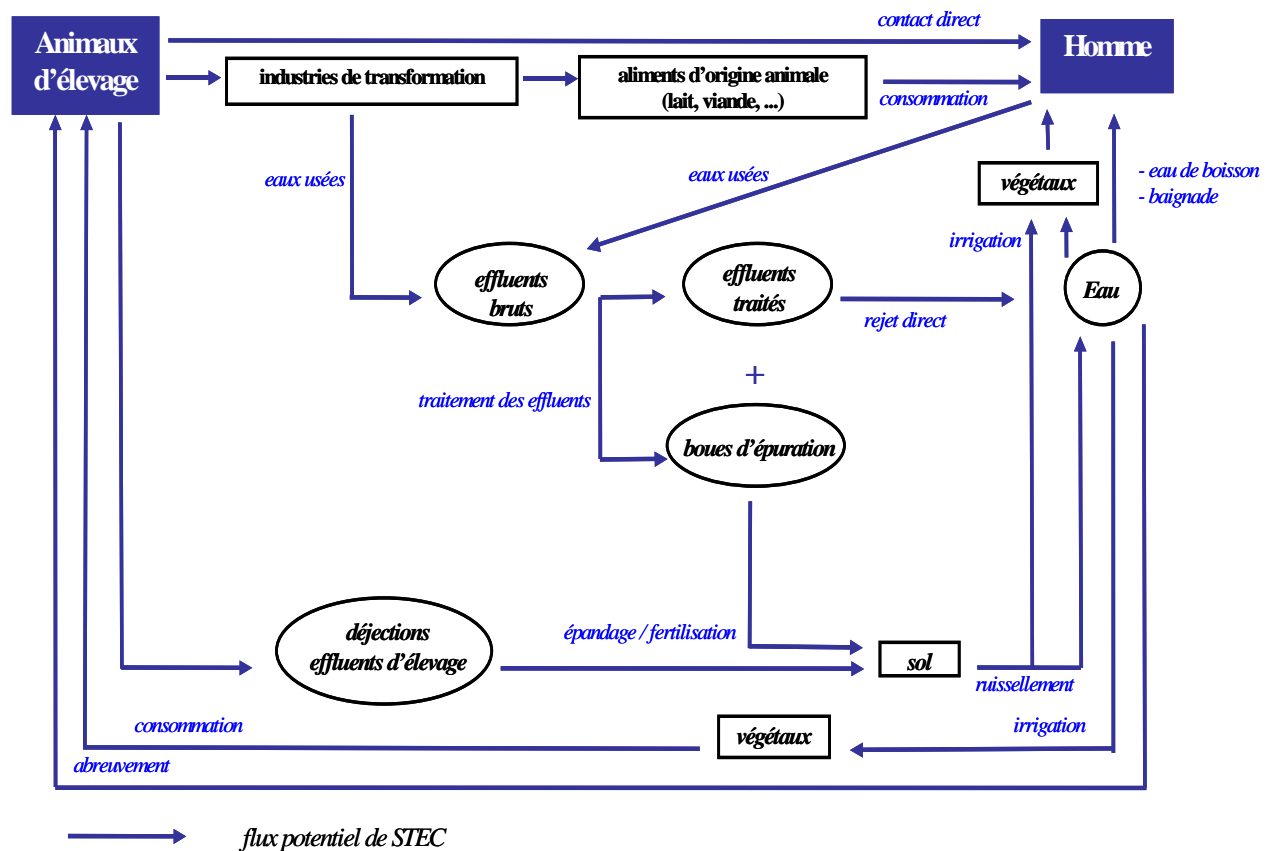 Animaux
d’élevage
contact direct
Homme
industries de transformation
aliments d’origine animale
(lait, viande, ...)
consommation
eaux usées
eaux usées
végétaux
- eau de boisson
- baignade
irrigation
effluents
bruts
effluents
traités
Eau
rejet direct
+
traitement des effluents
boues d’épuration
déjections
effluents d’élevage
épandage / fertilisation
sol
ruissellement
consommation
végétaux
irrigation
abreuvement
flux potentiel de STEC